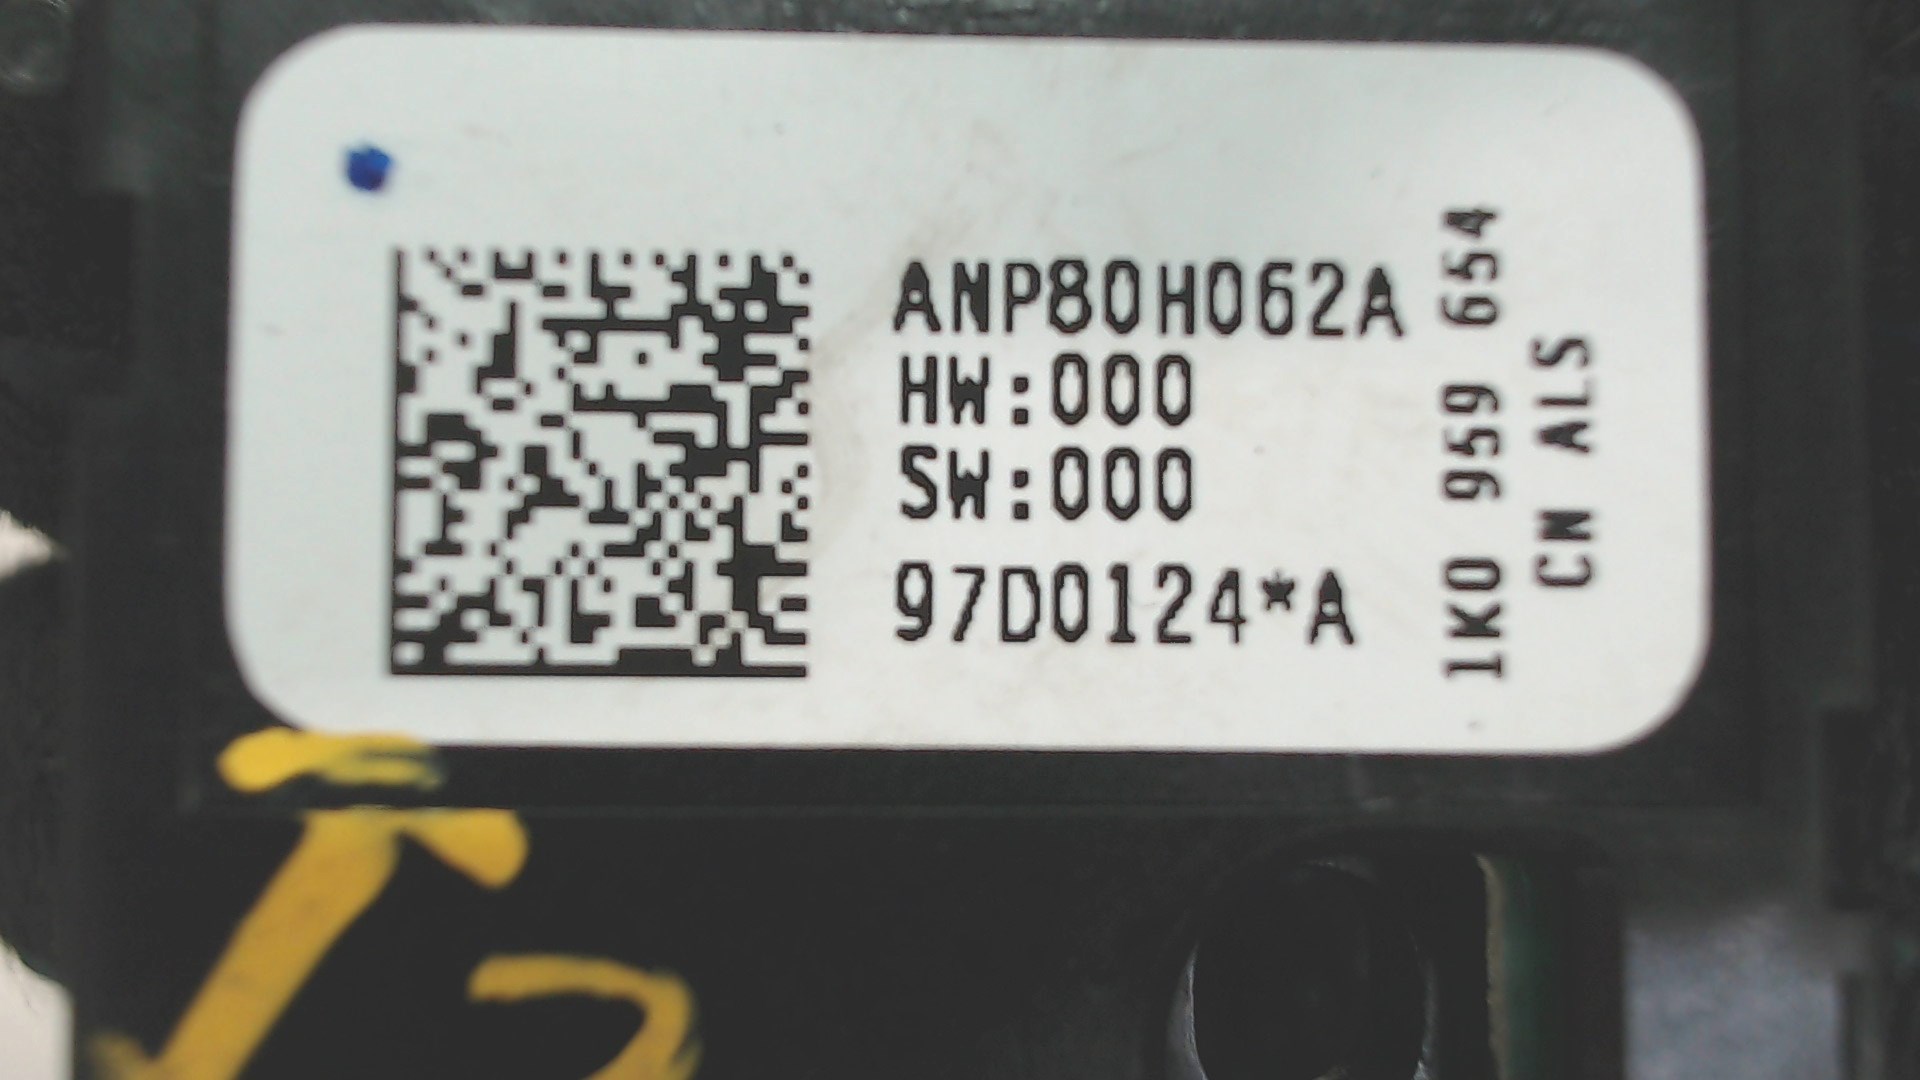 ANP80H062A
HW:000
SW:000
97D0124*A
1K0 959 654
CN ALS